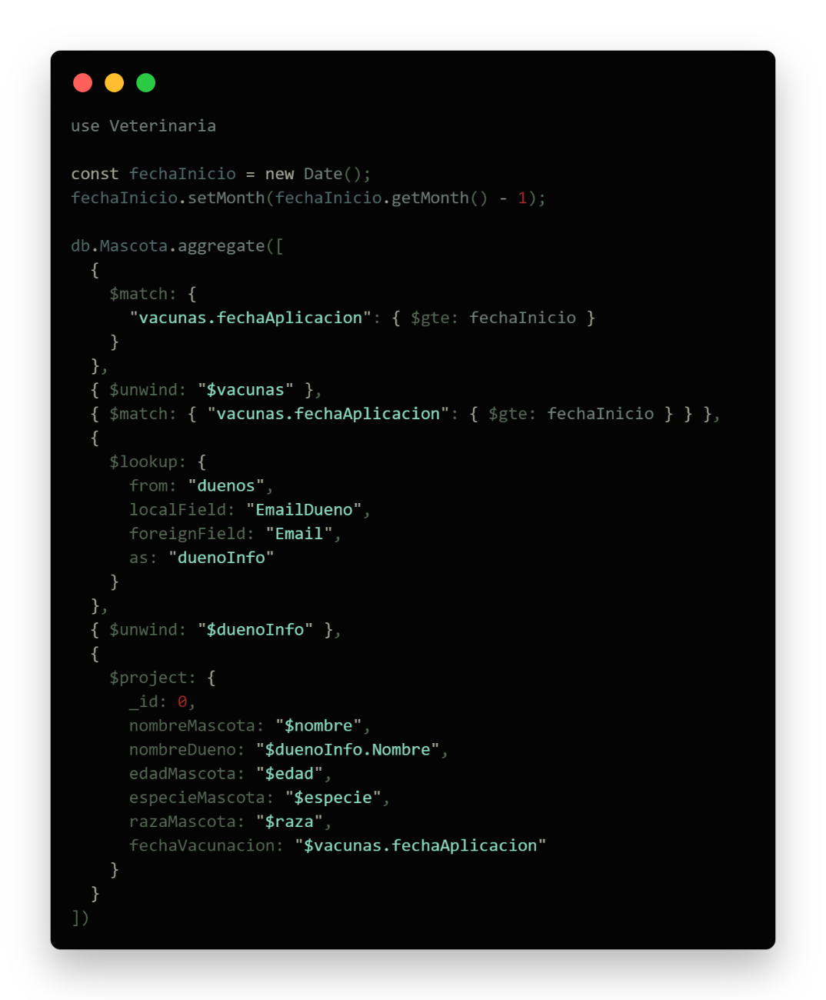 use Veterinaria
const fechaInicio = new Date();
fechaInicio.setMonth(fechaInicio.getMonth() - 1);
db.Mascota.aggregate([
  {
    $match: {
      "vacunas.fechaAplicacion": { $gte: fechaInicio }
    }
  },
  { $unwind: "$vacunas" },
  { $match: { "vacunas.fechaAplicacion": { $gte: fechaInicio } } },
  {
    $lookup: {
      from: "duenos",
      localField: "EmailDueno",
      foreignField: "Email",
      as: "duenoInfo"
    }
  },
  { $unwind: "$duenoInfo" },
  {
    $project: {
      _id: 0,
      nombreMascota: "$nombre",
      nombreDueno: "$duenoInfo.Nombre",
      edadMascota: "$edad",
      especieMascota: "$especie",
      razaMascota: "$raza",
      fechaVacunacion: "$vacunas.fechaAplicacion"
    }
  }
])